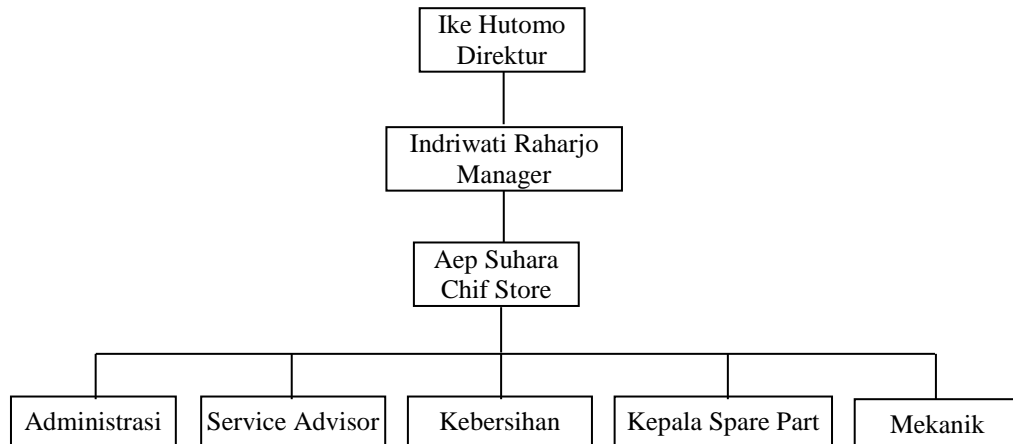 Ike Hutomo
Direktur
Indriwati Raharjo
Manager
Aep Suhara
Chif Store
Administrasi
Service Advisor
Kebersihan
Kepala Spare Part
Mekanik